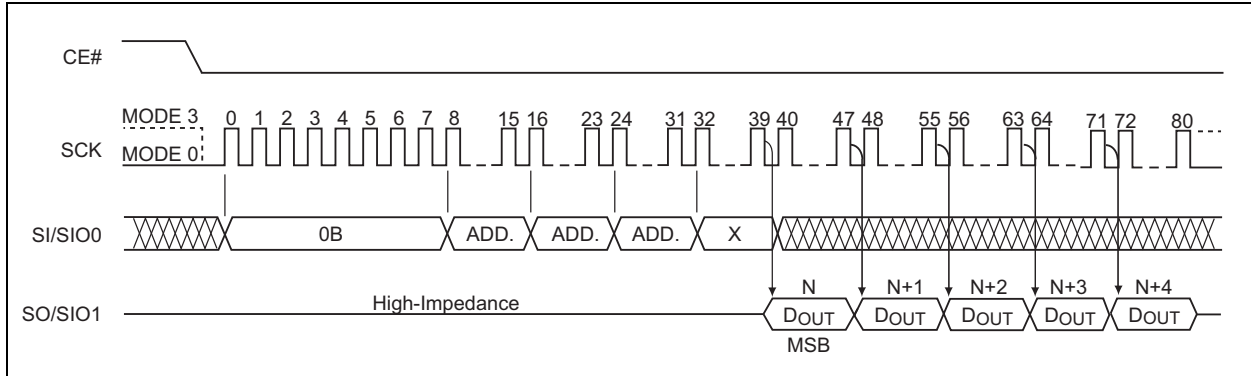 CE#
MODE 3 0 1 2 3 4 5 6 7 8 15 16 23 24 31 32 39 40 47 48 55 56 63 64 71 72 80
SCK
MODE 0
SI/SIO0 0B ADD. ADD. ADD. X
N N+1 N+2 N+3 N+4
SO/SIO1 High-Impedance DOUT DOUT DOUT DOUT DOUT
MSB